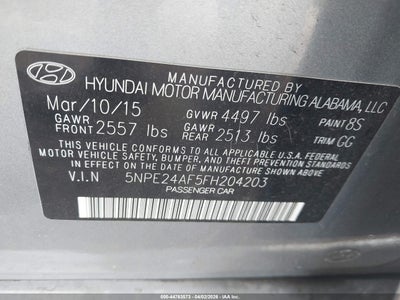 MANUFACTURED BY
HYUNDAI MOTOR MANUFACTURING ALABAMA, LLC
Mar/10/15 GVWR 4497 lbs PAINT 8S
GAWR FRONT 2557 lbs GAWR REAR 2513 lbs TRIM GC
THIS VEHICLE CONFORMS TO ALL APPLICABLE U.S.A. FEDERAL
MOTOR VEHICLE SAFETY, BUMPER, AND THEFT PREVENTION STANDARDS
IN EFFECT ON THE DATE OF MANUFACTURE SHOWN ABOVE.
V.I.N 5NPE24AF5FH204203
PASSENGER CAR